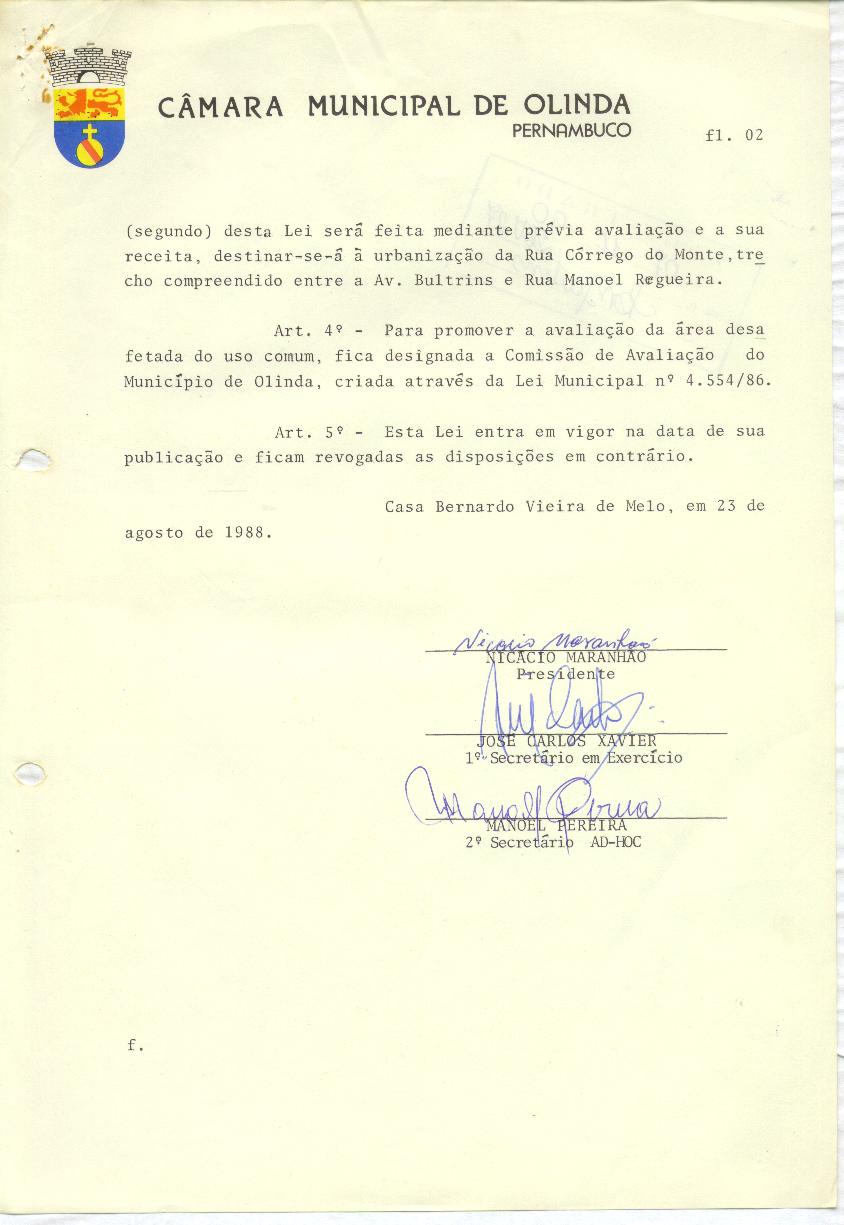 CÂMARA MUNICIPAL DE OLINDA
PERNAMBUCO
fl. 02
(segundo) desta Lei será feita mediante prévia avaliação e a sua
receita, destinar-se-á à urbanização da Rua Córrego do Monte,tre
cho compreendido entre a Av. Bultrins e Rua Manoel Regueira.
Art. 4º - Para promover a avaliação da área desa
fetada do uso comum, fica designada a Comissão de Avaliação do
Município de Olinda, criada através da Lei Municipal nº 4.554/86.
Art. 5º - Esta Lei entra em vigor na data de sua
publicação e ficam revogadas as disposições em contrário.
Casa Bernardo Vieira de Melo, em 23 de
agosto de 1988.
Nicacio Maranhão
NICÁCIO MARANHÃO
Presidente
JOSÉ CARLOS XAVIER
1º Secretário em Exercício
Manoel Pereira
MANOEL PEREIRA
2º Secretário AD-HOC
f.